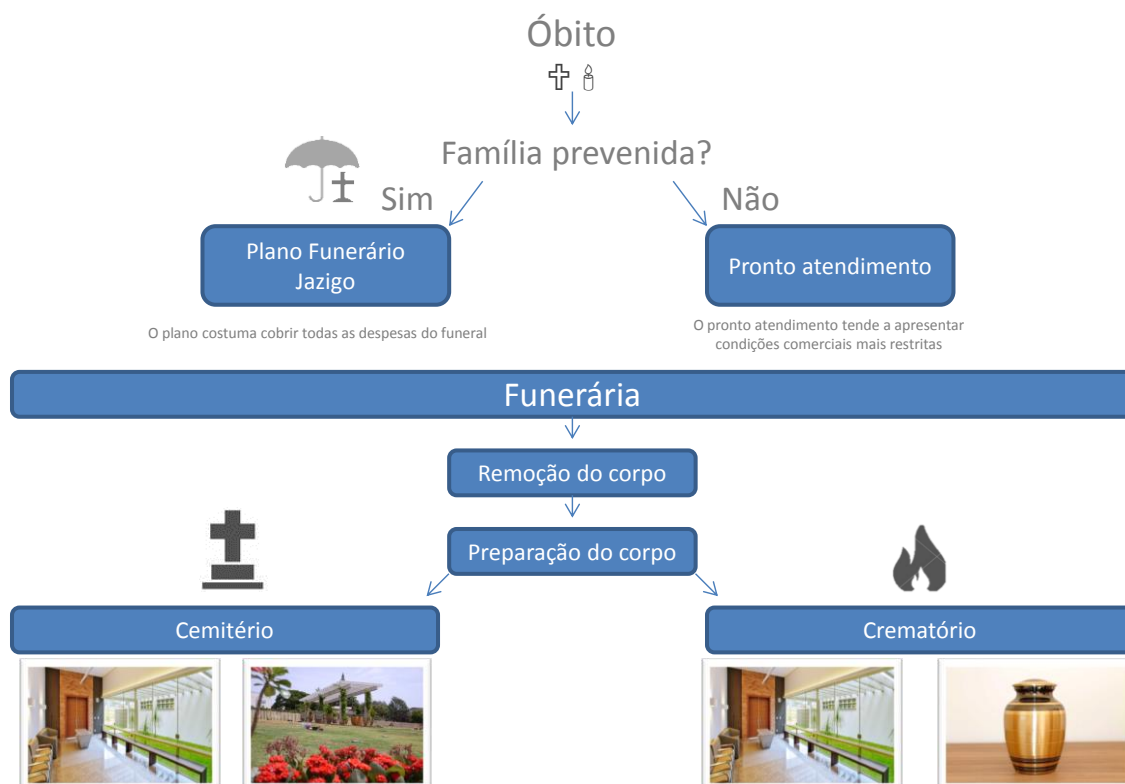 Óbito
Família prevenida?
Sim
Não
Plano Funerário
Jazigo
Pronto atendimento
O plano costuma cobrir todas as despesas do funeral
O pronto atendimento tende a apresentar
condições comerciais mais restritas
Funerária
Remoção do corpo
Preparação do corpo
Cemitério
Crematório